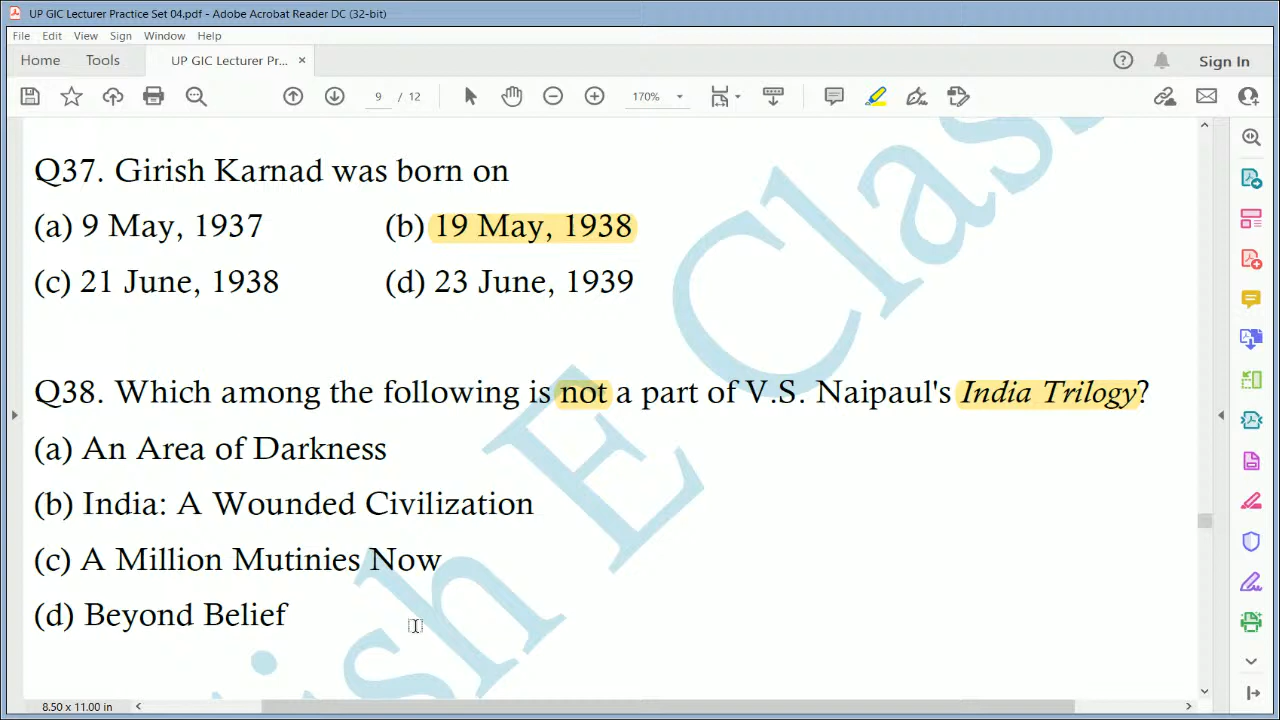 UP GIC Lecturer Practice Set 04.pdf - Adobe Acrobat Reader DC (32-bit)
File Edit View Sign Window Help
Home Tools UP GIC Lecturer Pr... × Sign In
9 / 12 170%
Q37. Girish Karnad was born on
(a) 9 May, 1937 (b) 19 May, 1938
(c) 21 June, 1938 (d) 23 June, 1939
Q38. Which among the following is not a part of V.S. Naipaul's India Trilogy?
(a) An Area of Darkness
(b) India: A Wounded Civilization
(c) A Million Mutinies Now
(d) Beyond Belief
ish E Clas
8.50 x 11.00 in